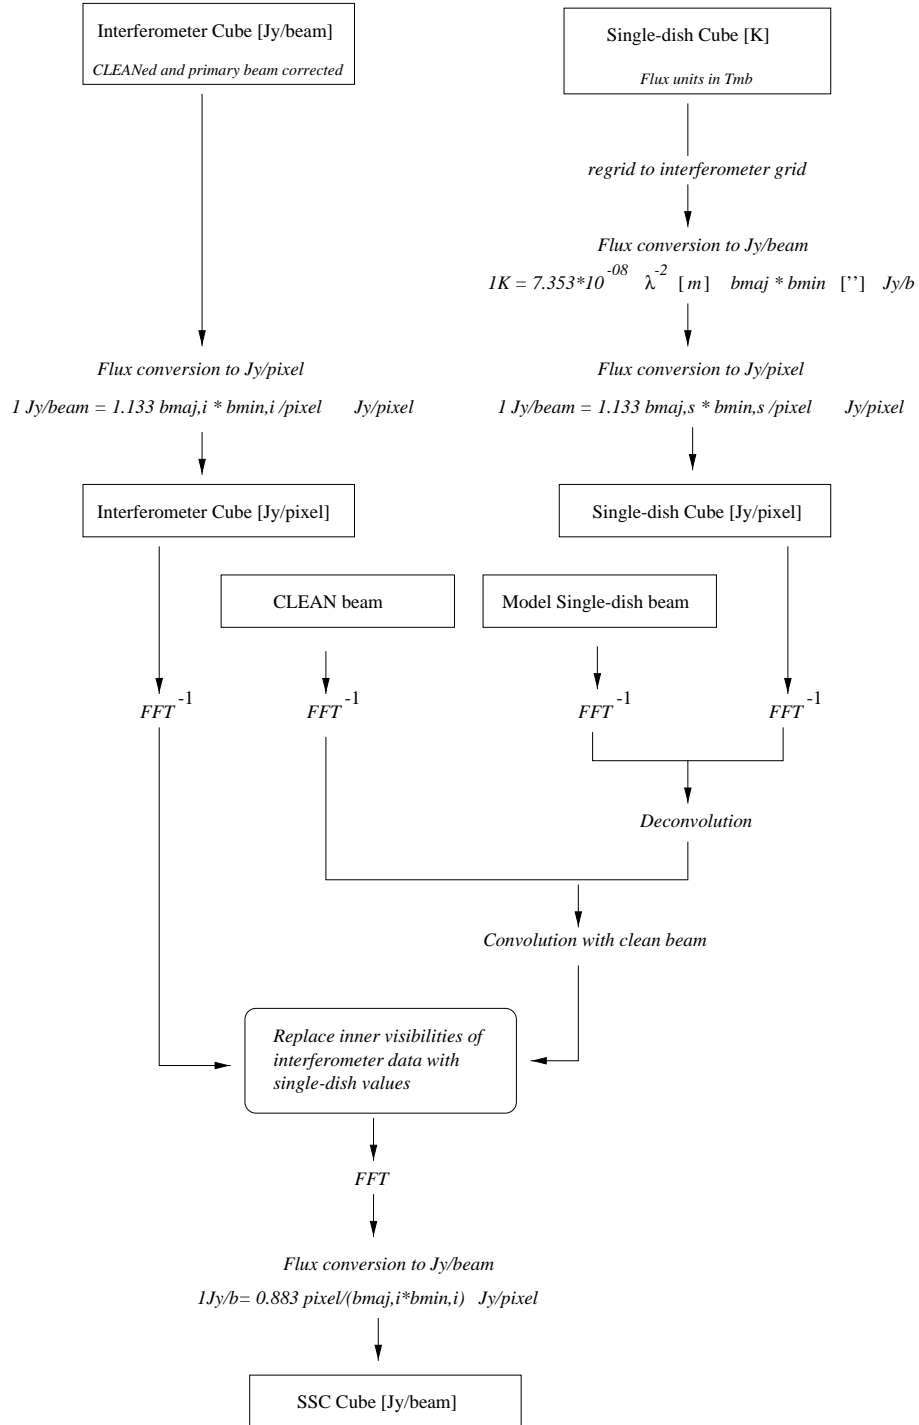 Interferometer Cube [Jy/beam]
CLEANed and primary beam corrected
Single-dish Cube [K]
Flux units in Tmb
regrid to interferometer grid
Flux conversion to Jy/beam
1K = 7.353*10^-08 λ^-2 [m] bmaj * bmin [’’] Jy/b
Flux conversion to Jy/pixel
1 Jy/beam = 1.133 bmaj,i * bmin,i /pixel Jy/pixel
Flux conversion to Jy/pixel
1 Jy/beam = 1.133 bmaj,s * bmin,s /pixel Jy/pixel
Interferometer Cube [Jy/pixel]
Single-dish Cube [Jy/pixel]
CLEAN beam
Model Single-dish beam
FFT^-1
FFT^-1
FFT^-1
FFT^-1
Deconvolution
Convolution with clean beam
Replace inner visibilities of
interferometer data with
single-dish values
FFT
Flux conversion to Jy/beam
1Jy/b= 0.883 pixel/(bmaj,i*bmin,i) Jy/pixel
SSC Cube [Jy/beam]